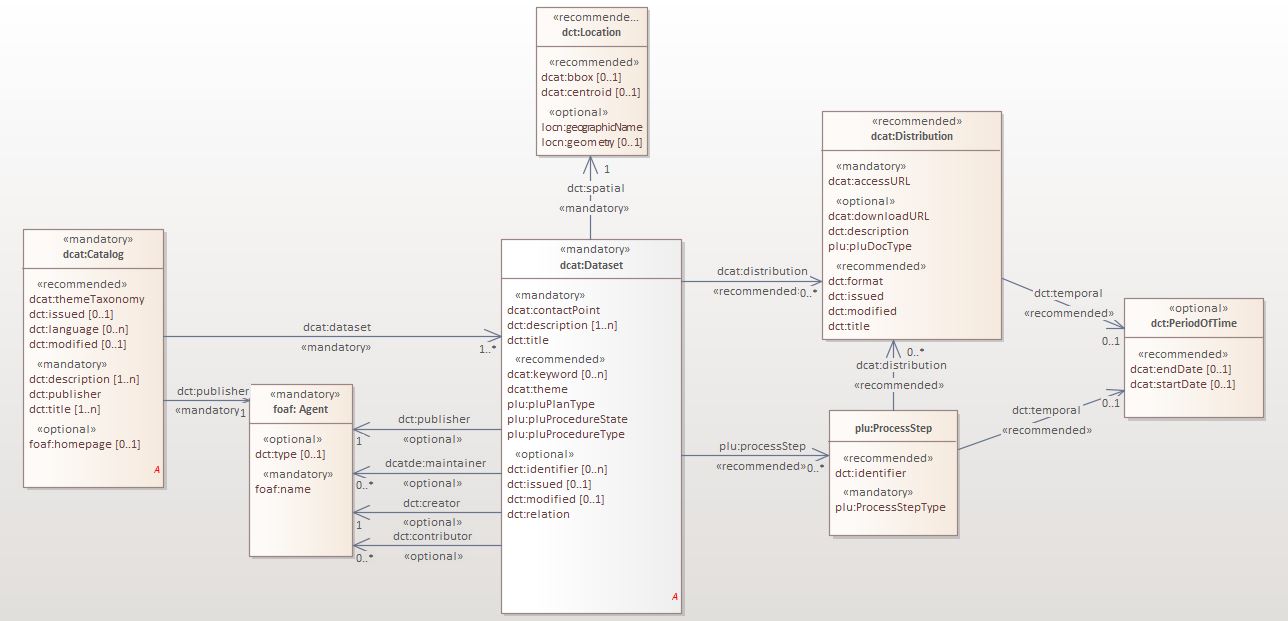 «recommende...
dct:Location
«recommended»
dcat:bbox [0..1]
dcat:centroid [0..1]
«optional»
locn:geographicName
locn:geometry [0..1]
1
dct:spatial
«mandatory»
«mandatory»
dcat:Catalog
«recommended»
dcat:themeTaxonomy
dct:issued [0..1]
dct:language [0..n]
dct:modified [0..1]
«mandatory»
dct:description [1..n]
dct:publisher
dct:title [1..n]
«optional»
foaf:homepage [0..1]
A
dcat:dataset
«mandatory»
1..*
dct:publisher
«mandatory
1
«mandatory»
foaf: Agent
«optional»
dct:type [0..1]
«mandatory»
foaf:name
dct:publisher
1
«optional»
dcatde:maintainer
0..*
«optional»
dct:creator
1
«optional»
dct:contributor
0..*
«optional»
«mandatory»
dcat:Dataset
«mandatory»
dcat:contactPoint
dct:description [1..n]
dct:title
«recommended»
dcat:keyword [0..n]
dcat:theme
plu:pluPlanType
plu:pluProcedureState
plu:pluProcedureType
«optional»
dct:identifier [0..n]
dct:issued [0..1]
dct:modified [0..1]
dct:relation
A
dcat:distribution
«recommended»
0..*
plu:processStep
«recommended»
0..*
«recommended»
dcat:Distribution
«mandatory»
dcat:accessURL
«optional»
dcat:downloadURL
dct:description
plu:pluDocType
«recommended»
dct:format
dct:issued
dct:modified
dct:title
0..*
dcat:distribution
«recommended»
plu:ProcessStep
«recommended»
dct:identifier
«mandatory»
plu:ProcessStepType
dct:temporal
«recommended»
0..1
dct:temporal
0..1
«recommended»
«optional»
dct:PeriodOfTime
«recommended»
dcat:endDate [0..1]
dcat:startDate [0..1]